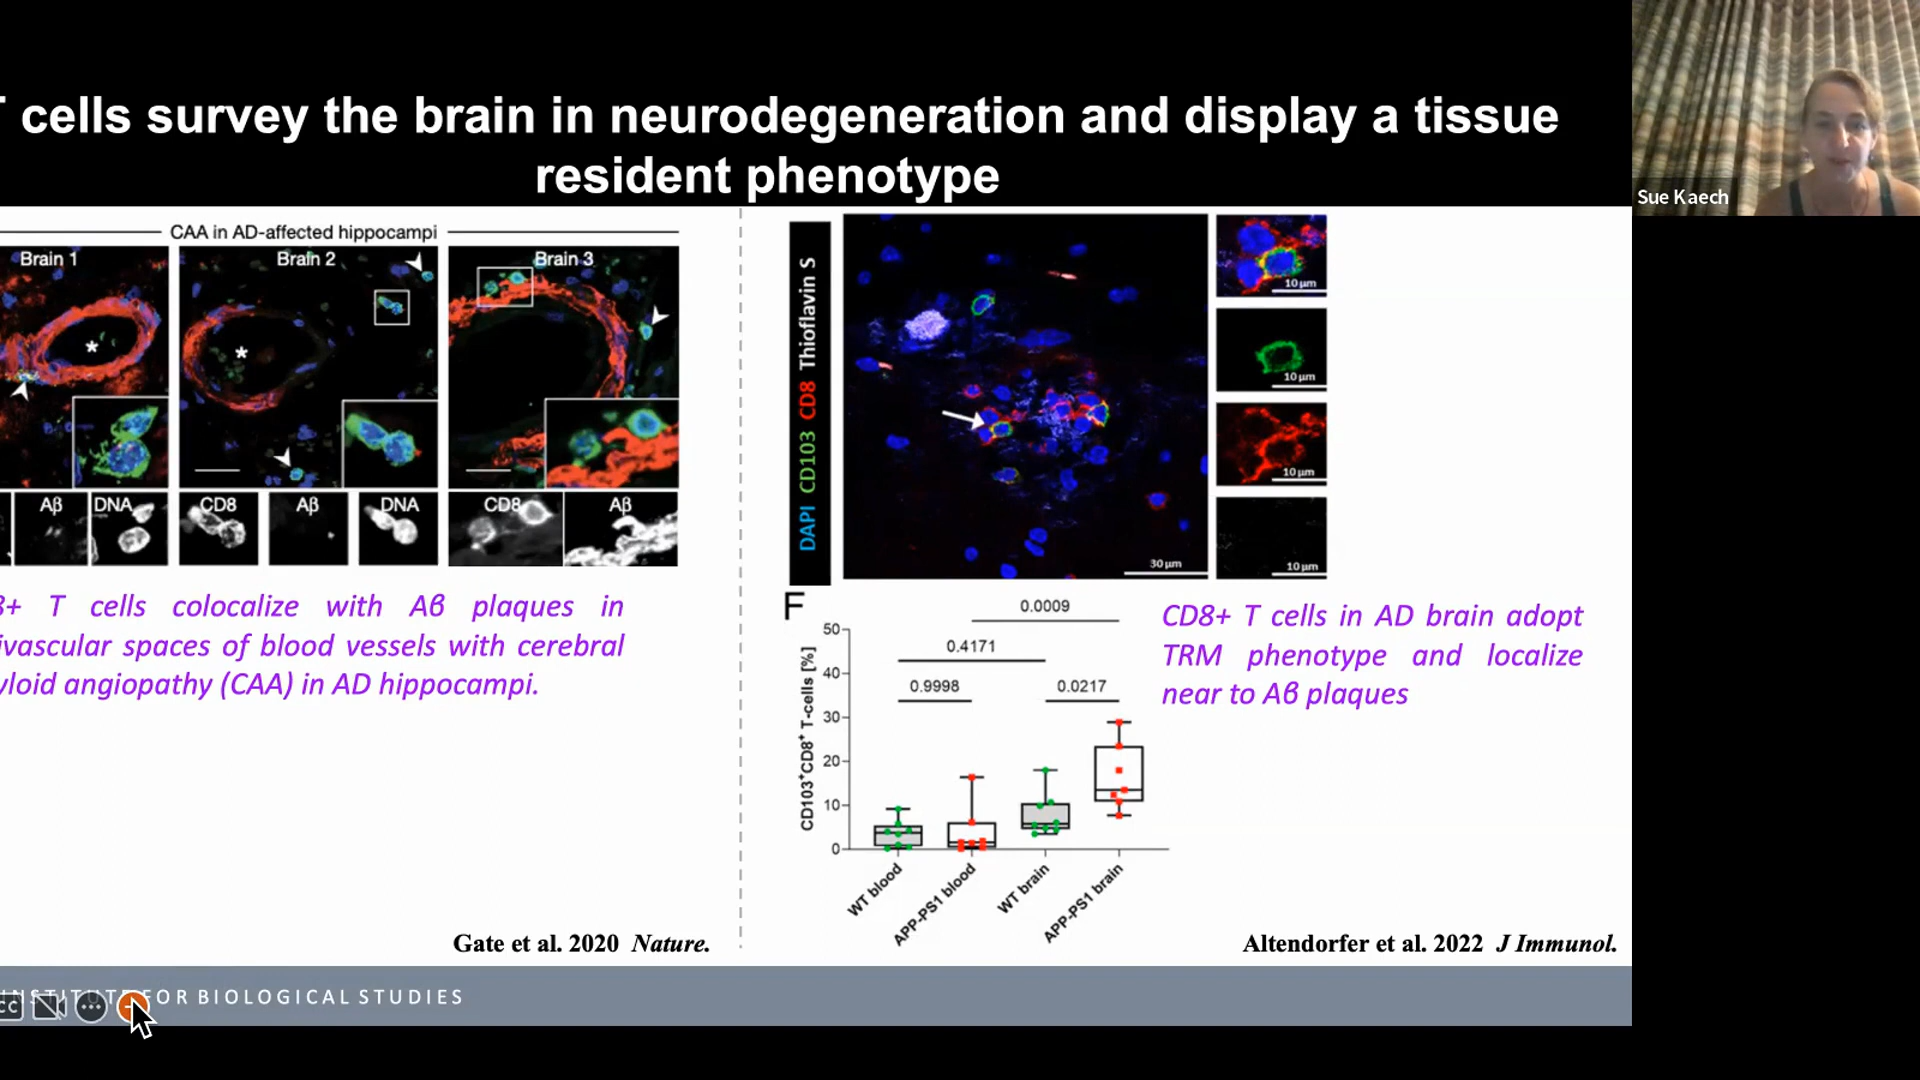 T cells survey the brain in neurodegeneration and display a tissue
resident phenotype
Sue Kaech
CAA in AD-affected hippocampi
Brain 1
Brain 2
Brain 3
Aβ
DNA
CD8
Aβ
DNA
CD8
Aβ
8+ T cells colocalize with Aβ plaques in
ivascular spaces of blood vessels with cerebral
yloid angiopathy (CAA) in AD hippocampi.
Gate et al. 2020 Nature.
DAPI CD103 CD8 Thioflavin S
30 µm
10 µm
10 µm
10 µm
10 µm
F
CD103+CD8+ T-cells [%]
50
40
30
20
10
0
0.0009
0.4171
0.9998
0.0217
WT blood
APP-PS1 blood
WT brain
APP-PS1 brain
CD8+ T cells in AD brain adopt
TRM phenotype and localize
near to Aβ plaques
Altendorfer et al. 2022 J Immunol.
INSTITUTE FOR BIOLOGICAL STUDIES
CC